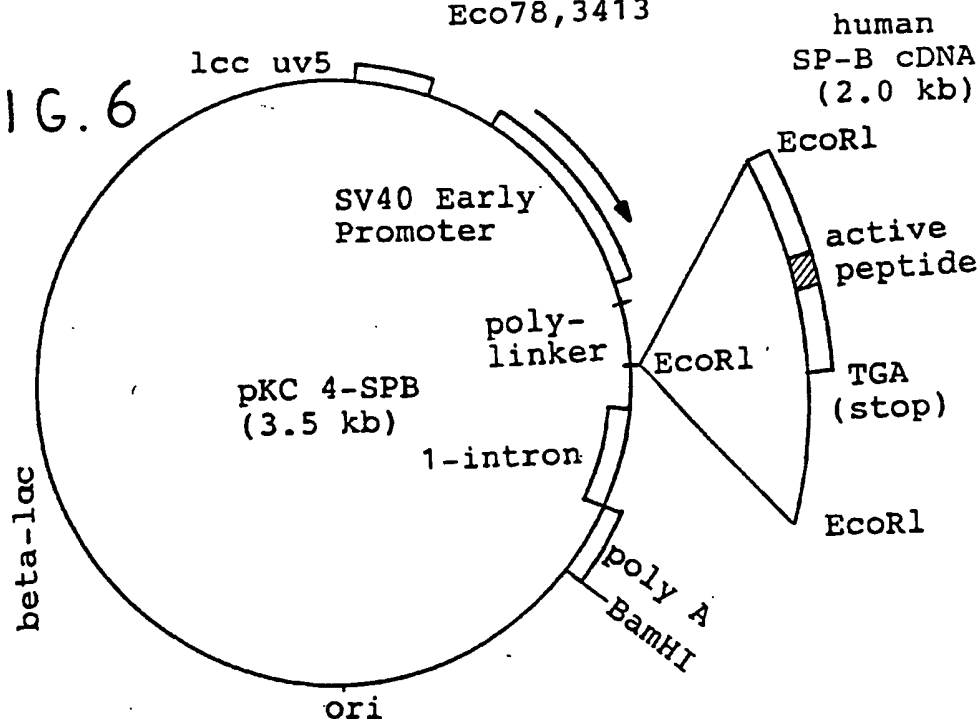 Eco78,3413
human
SP-B cDNA
(2.0 kb)
lcc uv5
IG. 6
EcoRl
SV40 Early
Promoter
active
peptide
poly-
linker
EcoRl
TGA
(stop)
pKC 4-SPB
(3.5 kb)
1-intron
EcoRl
beta-lac
poly A
BamHI
ori